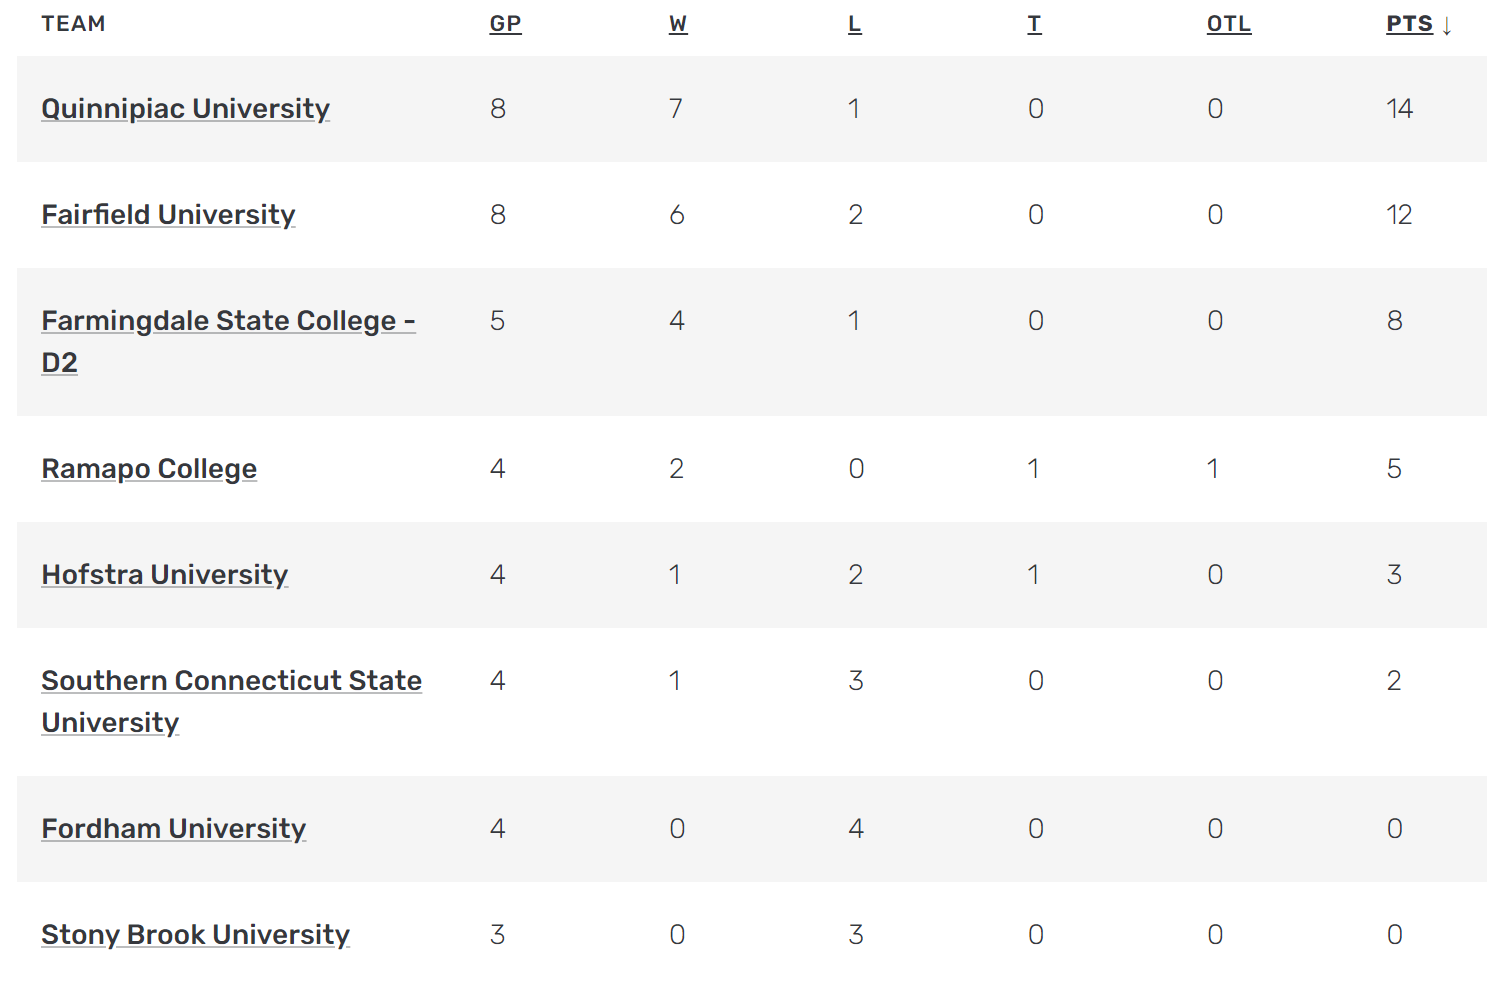 TEAM GP W L T OTL PTS ↓
Quinnipiac University 8 7 1 0 0 14
Fairfield University 8 6 2 0 0 12
Farmingdale State College - 5 4 1 0 0 8
D2
Ramapo College 4 2 0 1 1 5
Hofstra University 4 1 2 1 0 3
Southern Connecticut State 4 1 3 0 0 2
University
Fordham University 4 0 4 0 0 0
Stony Brook University 3 0 3 0 0 0